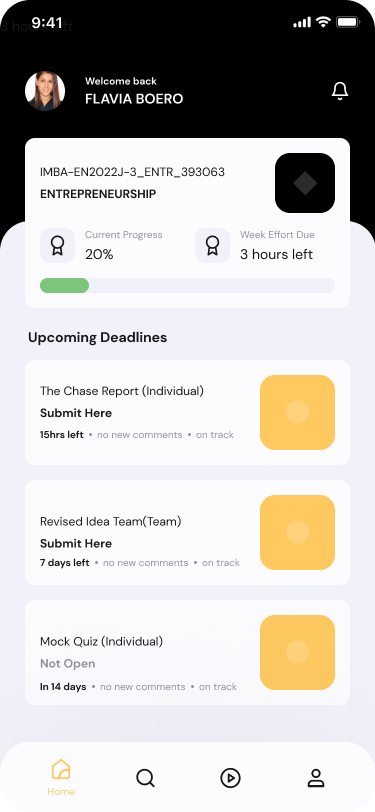 9:41
3 hours left
Welcome back
FLAVIA BOERO
IMBA-EN2022J-3_ENTR_393063
ENTREPRENEURSHIP
Current Progress
20%
Week Effort Due
3 hours left
Upcoming Deadlines
The Chase Report (Individual)
Submit Here
15hrs left • no new comments • on track
Revised Idea Team(Team)
Submit Here
7 days left • no new comments • on track
Mock Quiz (Individual)
Not Open
In 14 days • no new comments • on track
Home